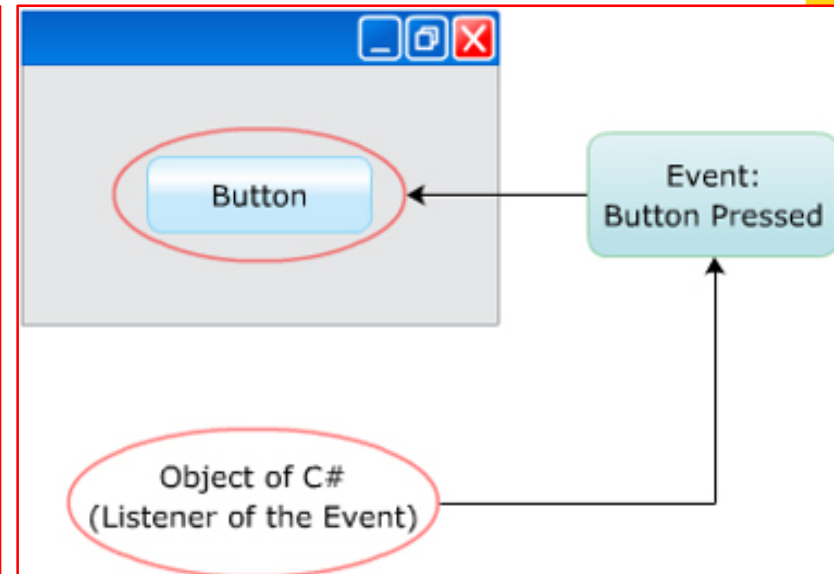 Button
Event:
Button Pressed
Object of C#
(Listener of the Event)